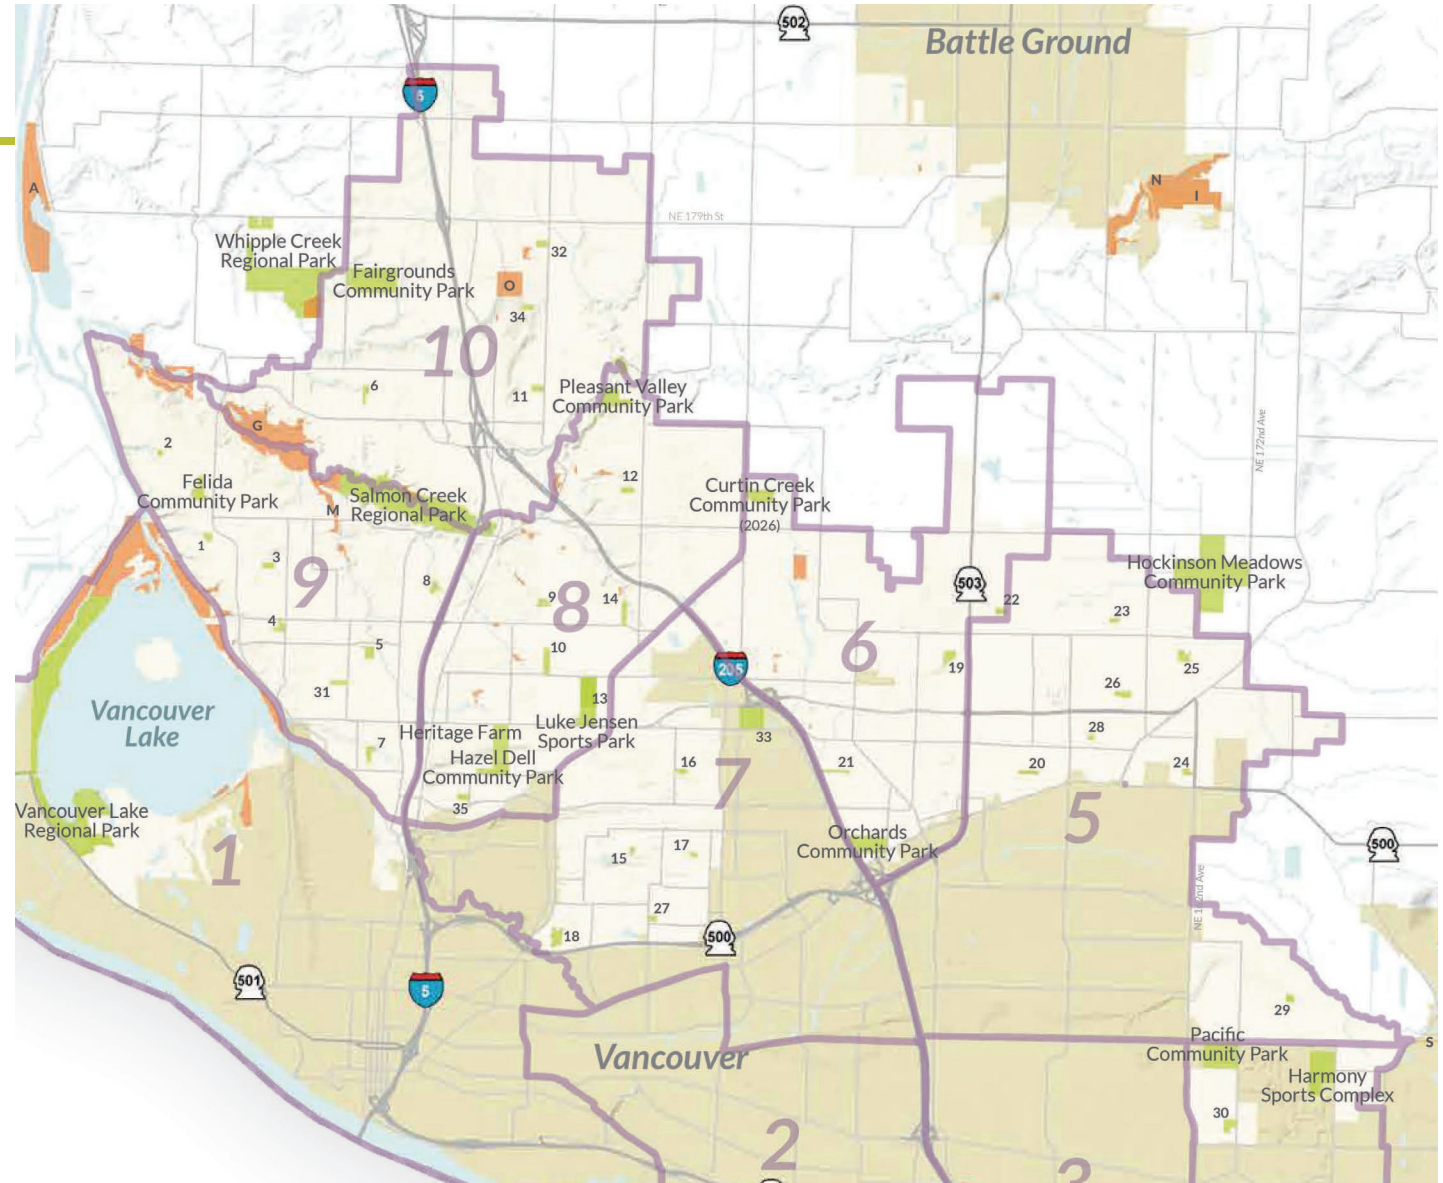 502
Battle Ground
5
A
N
I
NE 179th St
Whipple Creek
Regional Park
Fairgrounds
Community Park
32
O
34
10
6
11
Pleasant Valley
Community Park
NE 172nd Ave
G
2
12
Felida
Community Park
Salmon Creek
Regional Park
M
Curtin Creek
Community Park
(2026)
1
3
9
8
9
8
14
503
22
Hockinson Meadows
Community Park
23
4
5
10
6
19
25
205
26
31
13
Vancouver
Lake
Heritage Farm
Luke Jensen
Sports Park
28
7
33
Hazel Dell
Community Park
16
7
21
20
24
35
Vancouver Lake
Regional Park
5
Orchards
Community Park
500
1
15
17
NE 162nd Ave
27
18
500
501
5
29
Pacific
Community Park
S
Vancouver
Harmony
Sports Complex
30
2
3